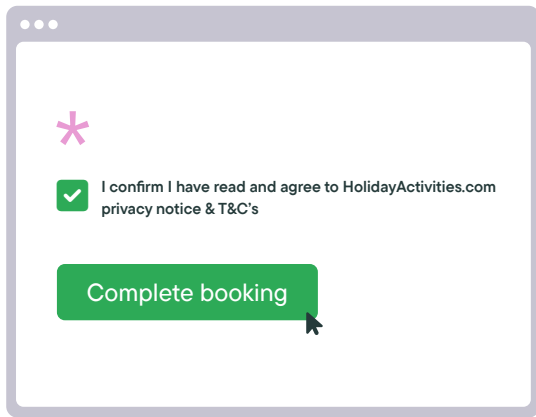 *
I confirm I have read and agree to HolidayActivities.com
privacy notice & T&C’s
Complete booking